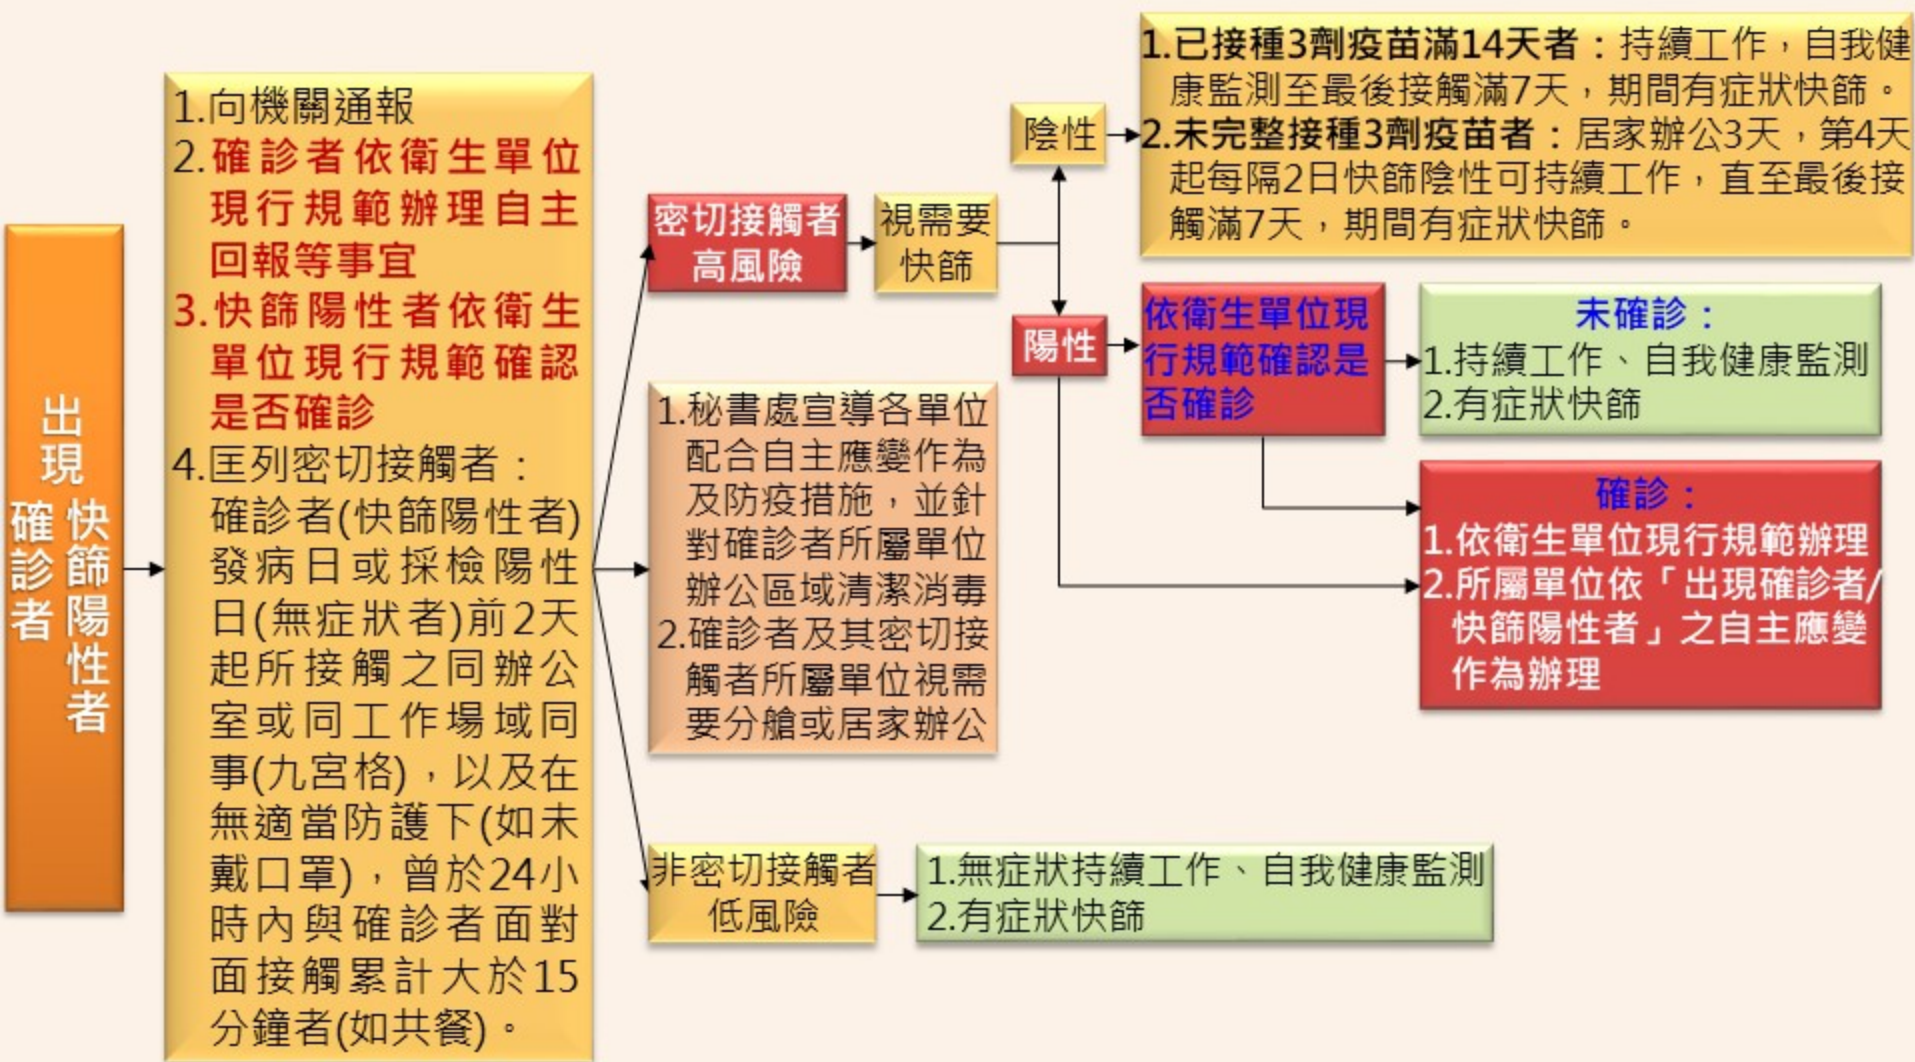 出現
確診者
快篩陽性者
1.向機關通報
2.確診者依衛生單位
現行規範辦理自主
回報等事宜
3.快篩陽性者依衛生
單位現行規範確認
是否確診
4.匡列密切接觸者：
確診者(快篩陽性者)
發病日或採檢陽性
日(無症狀者)前2天
起所接觸之同辦公
室或同工作場域同
事(九宮格)，以及在
無適當防護下(如未
戴口罩)，曾於24小
時內與確診者面對
面接觸累計大於15
分鐘者(如共餐)。
密切接觸者
高風險
視需要
快篩
陰性
1.已接種3劑疫苗滿14天者：持續工作，自我健
康監測至最後接觸滿7天，期間有症狀快篩。
2.未完整接種3劑疫苗者：居家辦公3天，第4天
起每隔2日快篩陰性可持續工作，直至最後接
觸滿7天，期間有症狀快篩。
陽性
依衛生單位現
行規範確認是
否確診
未確診：
1.持續工作、自我健康監測
2.有症狀快篩
確診：
1.依衛生單位現行規範辦理
2.所屬單位依「出現確診者/
快篩陽性者」之自主應變
作為辦理
1.秘書處宣導各單位
配合自主應變作為
及防疫措施，並針
對確診者所屬單位
辦公區域清潔消毒
2.確診者及其密切接
觸者所屬單位視需
要分艙或居家辦公
非密切接觸者
低風險
1.無症狀持續工作、自我健康監測
2.有症狀快篩